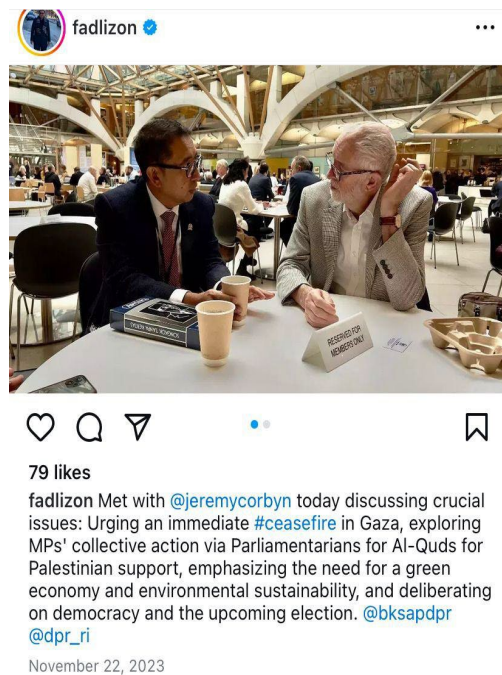 fadlizon
RESERVED FOR
MEMBERS ONLY
79 likes
fadlizon Met with @jeremycorbyn today discussing crucial
issues: Urging an immediate #ceasefire in Gaza, exploring
MPs' collective action via Parliamentarians for Al-Quds for
Palestinian support, emphasizing the need for a green
economy and environmental sustainability, and deliberating
on democracy and the upcoming election. @bksapdpr
@dpr_ri
November 22, 2023